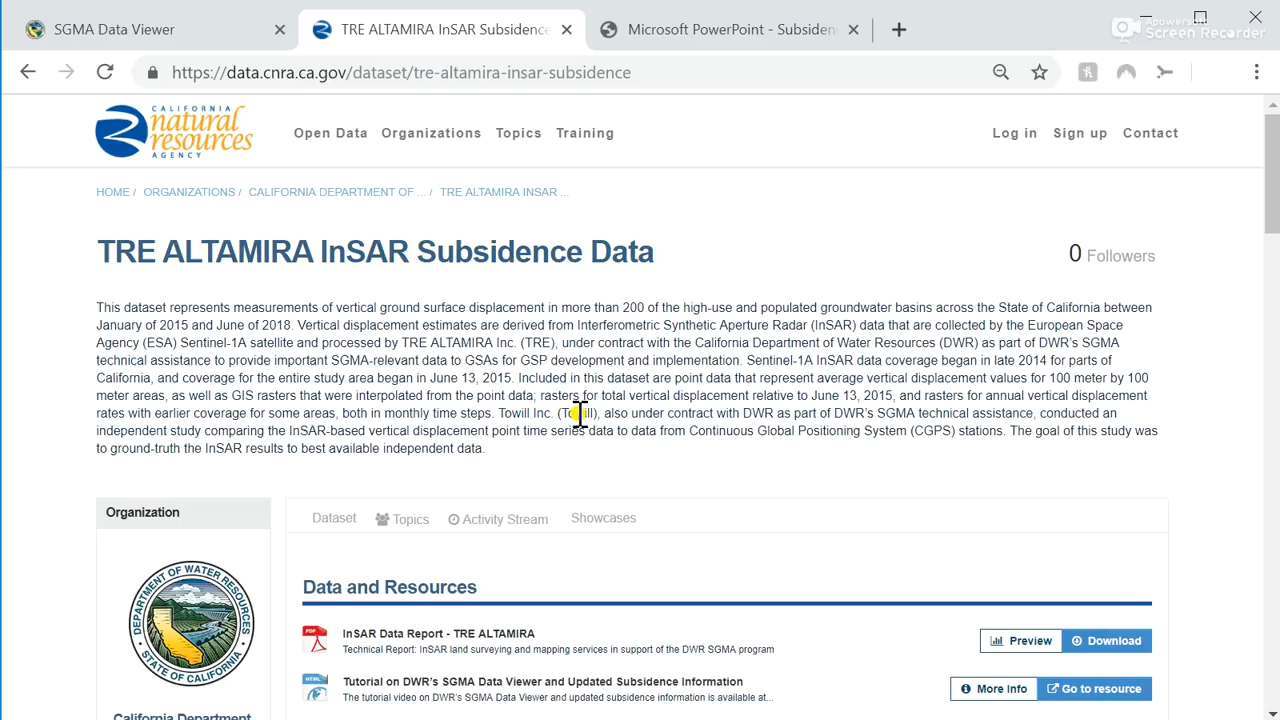 SGMA Data Viewer
TRE ALTAMIRA InSAR Subsidence
Microsoft PowerPoint - Subsiden
Apowersoft
Screen Recorder
https://data.cnra.ca.gov/dataset/tre-altamira-insar-subsidence
CALIFORNIA
natural
resources
AGENCY
Open Data Organizations Topics Training
Log in Sign up Contact
HOME / ORGANIZATIONS / CALIFORNIA DEPARTMENT OF ... / TRE ALTAMIRA INSAR ...
TRE ALTAMIRA InSAR Subsidence Data
0 Followers
This dataset represents measurements of vertical ground surface displacement in more than 200 of the high-use and populated groundwater basins across the State of California between
January of 2015 and June of 2018. Vertical displacement estimates are derived from Interferometric Synthetic Aperture Radar (InSAR) data that are collected by the European Space
Agency (ESA) Sentinel-1A satellite and processed by TRE ALTAMIRA Inc. (TRE), under contract with the California Department of Water Resources (DWR) as part of DWR's SGMA
technical assistance to provide important SGMA-relevant data to GSAs for GSP development and implementation. Sentinel-1A InSAR data coverage began in late 2014 for parts of
California, and coverage for the entire study area began in June 13, 2015. Included in this dataset are point data that represent average vertical displacement values for 100 meter by 100
meter areas, as well as GIS rasters that were interpolated from the point data; rasters for total vertical displacement relative to June 13, 2015, and rasters for annual vertical displacement
rates with earlier coverage for some areas, both in monthly time steps. Towill Inc. (Towill), also under contract with DWR as part of DWR's SGMA technical assistance, conducted an
independent study comparing the InSAR-based vertical displacement point time series data to data from Continuous Global Positioning System (CGPS) stations. The goal of this study was
to ground-truth the InSAR results to best available independent data.
Organization
DEPARTMENT OF WATER RESOURCES
STATE OF CALIFORNIA
California Department
Dataset Topics Activity Stream Showcases
Data and Resources
PDF
InSAR Data Report - TRE ALTAMIRA
Technical Report: InSAR land surveying and mapping services in support of the DWR SGMA program
Preview Download
HTML
Tutorial on DWR's SGMA Data Viewer and Updated Subsidence Information
The tutorial video on DWR's SGMA Data Viewer and updated subsidence information is available at...
More Info Go to resource